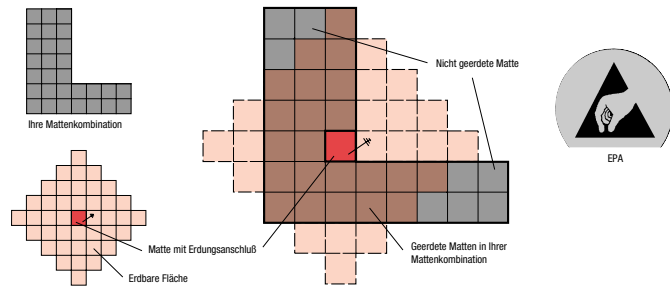 Ihre Mattenkombination
Nicht geerdete Matte
EPA
Matte mit Erdungsanschluß
Erdbare Fläche
Geerdete Matten in Ihrer
Mattenkombination